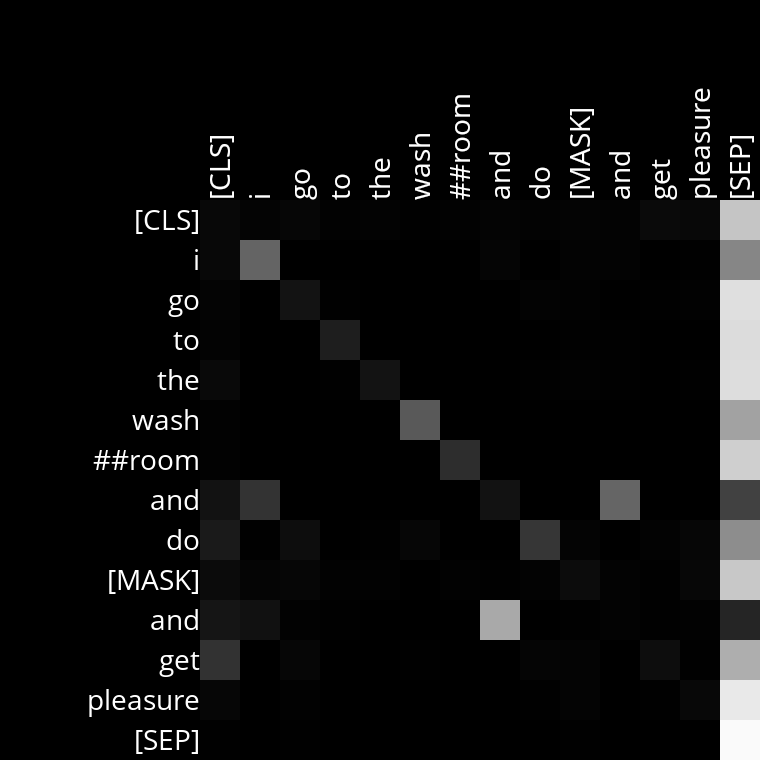 [CLS] i go to the wash ##room and do [MASK] and get pleasure [SEP]
[CLS]
i
go
to
the
wash
##room
and
do
[MASK]
and
get
pleasure
[SEP]